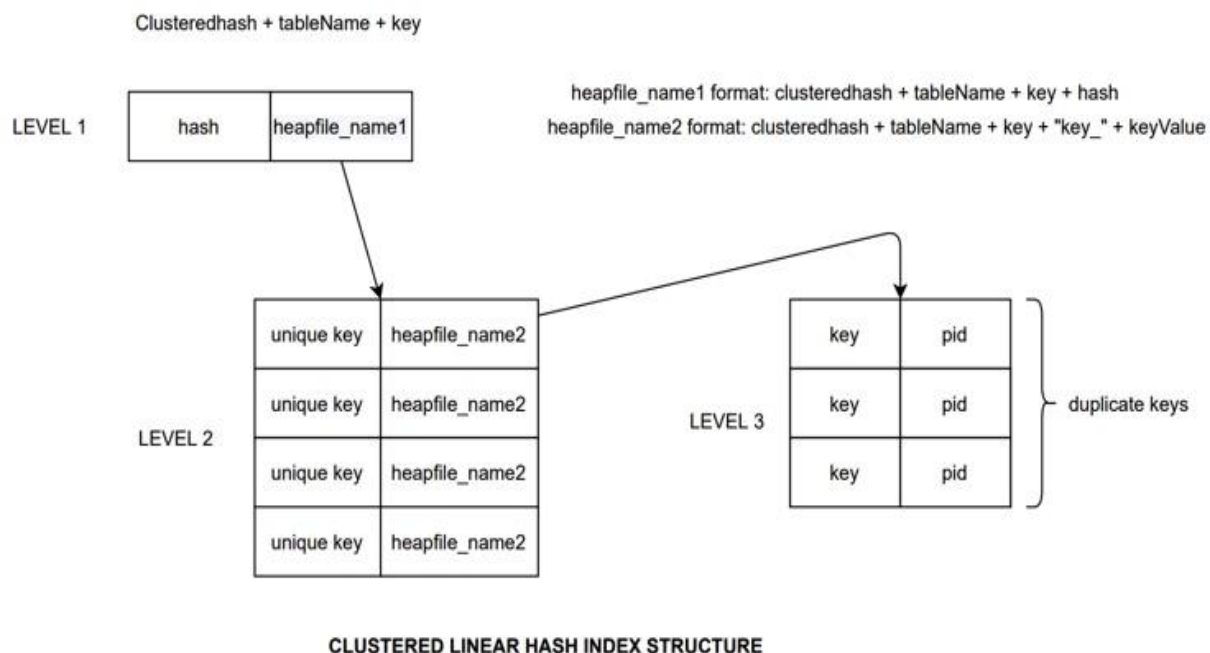 Clusteredhash + tableName + key
heapfile_name1 format: clusteredhash + tableName + key + hash
heapfile_name2 format: clusteredhash + tableName + key + "key_" + keyValue
LEVEL 1
hash
heapfile_name1
LEVEL 2
unique key
heapfile_name2
unique key
heapfile_name2
unique key
heapfile_name2
unique key
heapfile_name2
LEVEL 3
key
pid
key
pid
key
pid
duplicate keys
CLUSTERED LINEAR HASH INDEX STRUCTURE